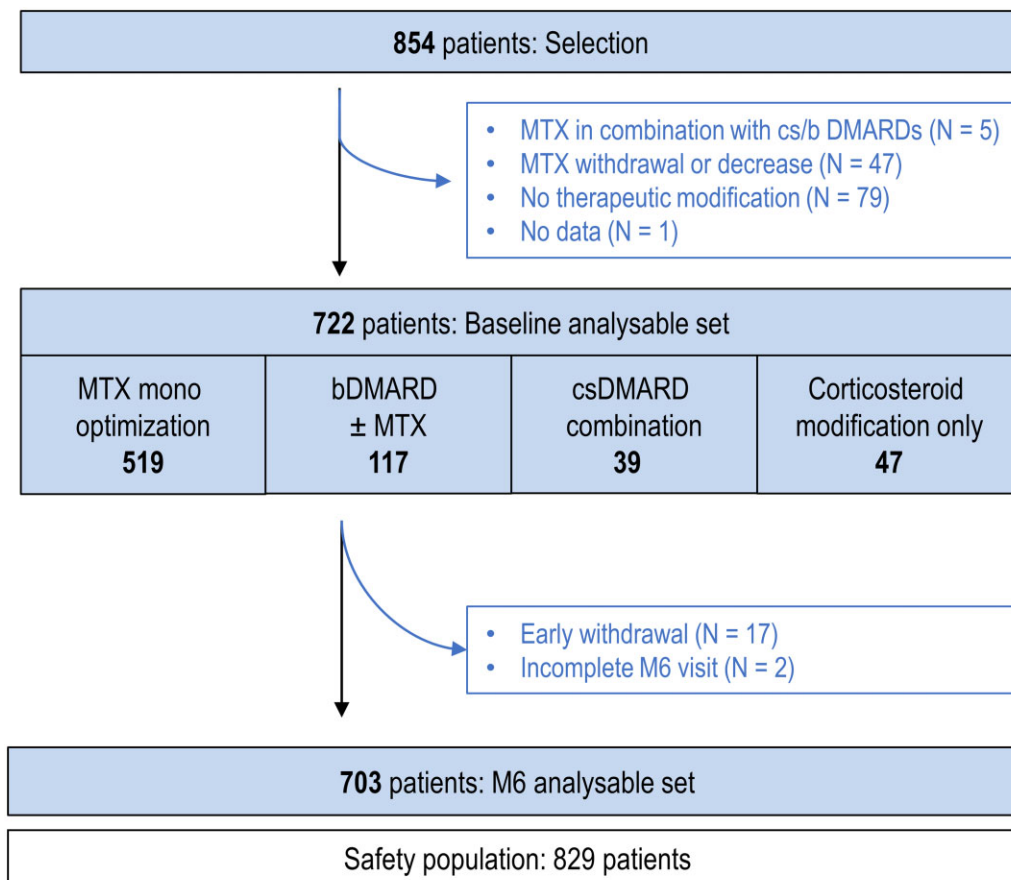 854 patients: Selection
• MTX in combination with cs/b DMARDs (N = 5)
• MTX withdrawal or decrease (N = 47)
• No therapeutic modification (N = 79)
• No data (N = 1)
722 patients: Baseline analysable set
MTX mono
optimization
519
bDMARD
± MTX
117
csDMARD
combination
39
Corticosteroid
modification only
47
• Early withdrawal (N = 17)
• Incomplete M6 visit (N = 2)
703 patients: M6 analysable set
Safety population: 829 patients